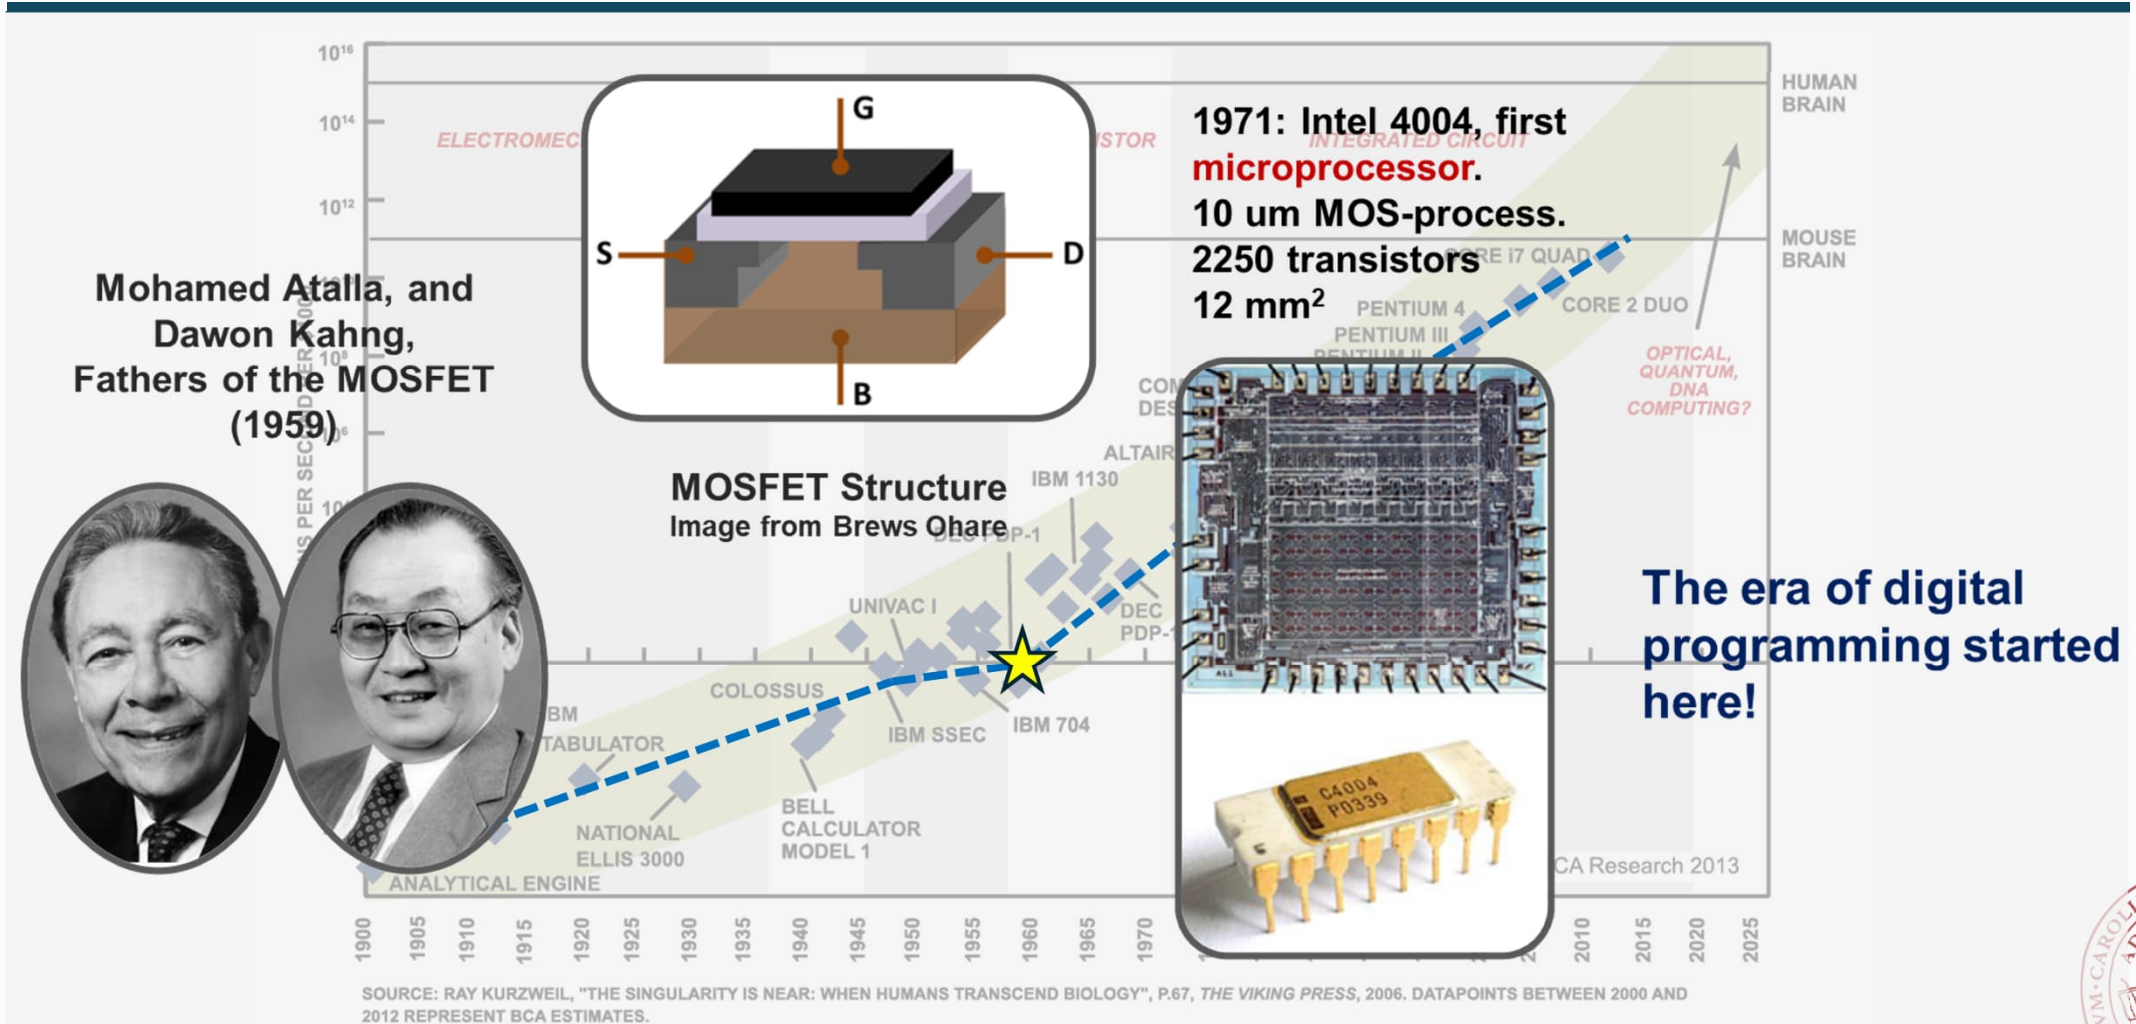 10¹⁶
10¹⁴
10¹²
10⁸
HUMAN
BRAIN
MOUSE
BRAIN
INTEGRATED CIRCUIT
G
S
D
B
1971: Intel 4004, first
microprocessor.
10 um MOS-process.
2250 transistors
12 mm²
Mohamed Atalla, and
Dawon Kahng,
Fathers of the MOSFET
(1959)
MOSFET Structure
Image from Brews Ohare
CORE i7 QUAD
CORE 2 DUO
PENTIUM 4
PENTIUM III
PENTIUM II
OPTICAL,
QUANTUM,
DNA
COMPUTING?
ALTAIR
IBM 1130
DEC PDP-1
UNIVAC I
DEC
COLOSSUS
IBM SSEC
IBM 704
TABULATOR
NATIONAL
ELLIS 3000
BELL
CALCULATOR
MODEL 1
ANALYTICAL ENGINE
C4004
P0339
The era of digital
programming started
here!
CA Research 2013
1900
1905
1910
1915
1920
1925
1930
1935
1940
1945
1950
1955
1960
1965
1970
2010
2015
2020
2025
SOURCE: RAY KURZWEIL, "THE SINGULARITY IS NEAR: WHEN HUMANS TRANSCEND BIOLOGY", P.67, THE VIKING PRESS, 2006. DATAPOINTS BETWEEN 2000 AND
2012 REPRESENT BCA ESTIMATES.